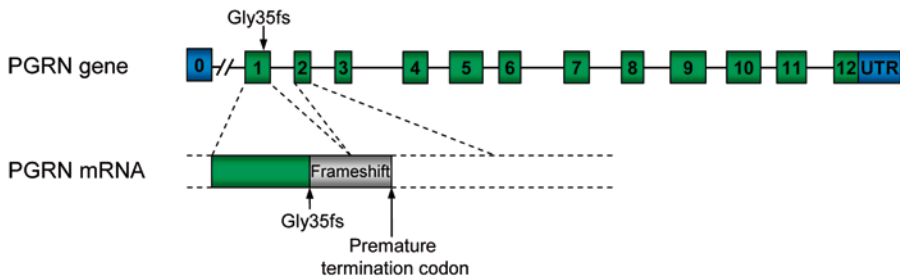 Gly35fs
PGRN gene 0 1 2 3 4 5 6 7 8 9 10 11 12 UTR
PGRN mRNA Frameshift
Gly35fs
Premature
termination codon